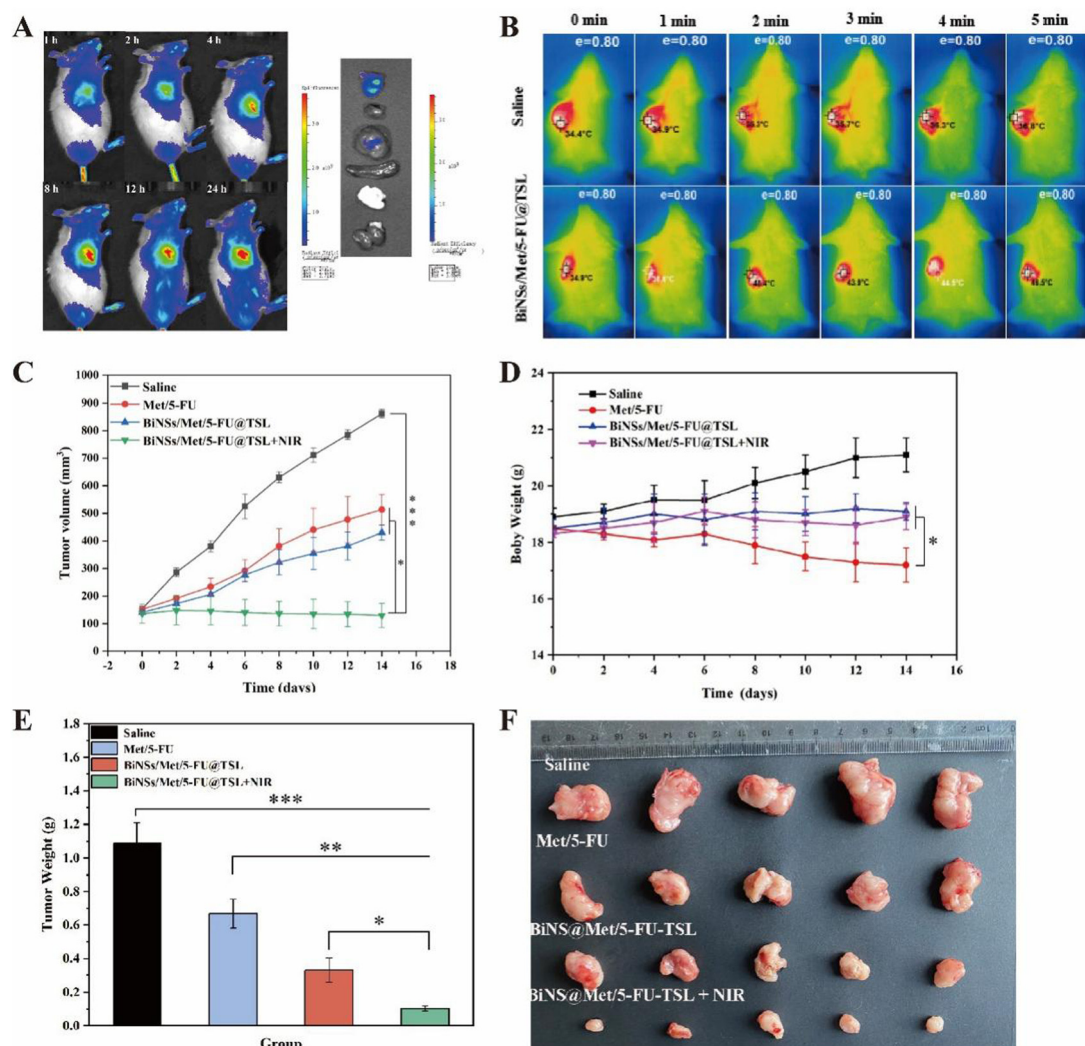 A
1 h
2 h
4 h
8 h
12 h
24 h
B
0 min
1 min
2 min
3 min
4 min
5 min
Saline
e=0.80
e=0.80
e=0.80
e=0.80
e=0.80
e=0.80
34.4°C
34.9°C
BiNSs/Met/5-FU@TSL
e=0.80
e=0.80
e=0.80
e=0.80
e=0.80
e=0.80
34.9°C
C
1000
900
800
700
600
500
400
300
200
100
0
Tumor volume (mm3)
Saline
Met/5-FU
BiNSs/Met/5-FU@TSL
BiNSs/Met/5-FU@TSL+NIR
***
*
-2 0 2 4 6 8 10 12 14 16 18
Time (days)
D
24
22
20
18
16
14
Boby Weight (g)
Saline
Met/5-FU
BiNSs/Met/5-FU@TSL
BiNSs/Met/5-FU@TSL+NIR
*
0 2 4 6 8 10 12 14 16
Time (days)
E
1.8
1.6
1.4
1.2
1.0
0.8
0.6
0.4
0.2
0.0
Tumor Weight (g)
Saline
Met/5-FU
BiNSs/Met/5-FU@TSL
BiNSs/Met/5-FU@TSL+NIR
***
**
*
Group
F
Saline
Met/5-FU
BiNS@Met/5-FU-TSL
BiNS@Met/5-FU-TSL + NIR